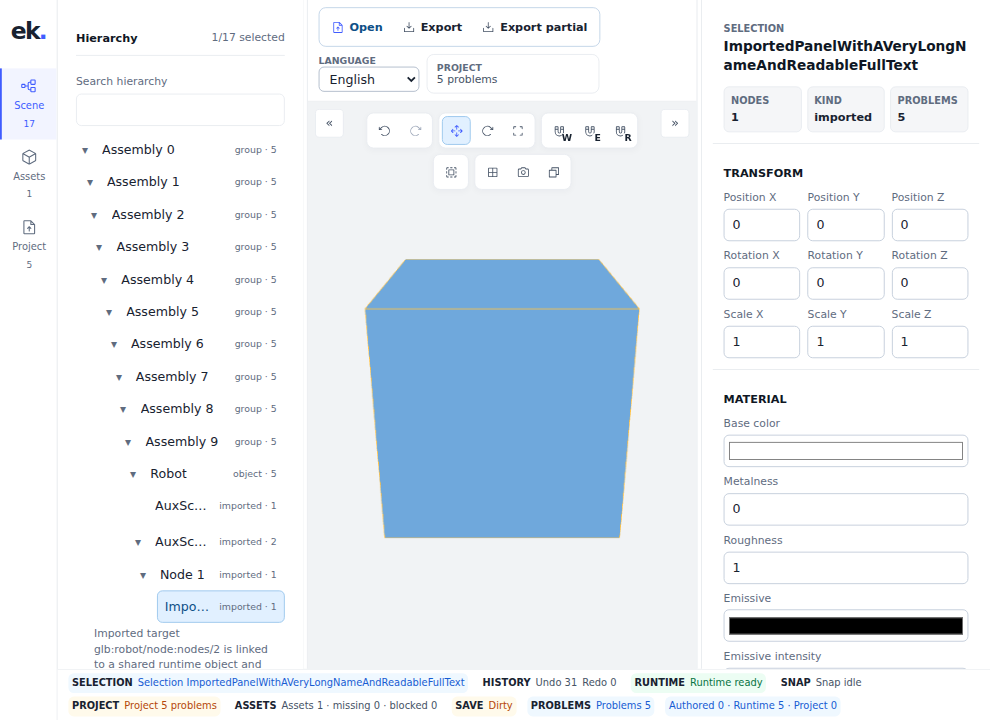 ek.
Scene
17
Assets
1
Project
5
Hierarchy
1/17 selected
Search hierarchy
▾ Assembly 0 group · 5
▾ Assembly 1 group · 5
▾ Assembly 2 group · 5
▾ Assembly 3 group · 5
▾ Assembly 4 group · 5
▾ Assembly 5 group · 5
▾ Assembly 6 group · 5
▾ Assembly 7 group · 5
▾ Assembly 8 group · 5
▾ Assembly 9 group · 5
▾ Robot object · 5
AuxSc... imported · 1
▾ AuxSc... imported · 2
▾ Node 1 imported · 1
Impo... imported · 1
Imported target
glb:robot/node:nodes/2 is linked
to a shared runtime object and
Open Export Export partial
LANGUAGE
English
PROJECT
5 problems
«
W E R
»
SELECTION
ImportedPanelWithAVeryLongN
ameAndReadableFullText
NODES
1
KIND
imported
PROBLEMS
5
TRANSFORM
Position X Position Y Position Z
0 0 0
Rotation X Rotation Y Rotation Z
0 0 0
Scale X Scale Y Scale Z
1 1 1
MATERIAL
Base color
Metalness
0
Roughness
1
Emissive
Emissive intensity
SELECTION Selection ImportedPanelWithAVeryLongNameAndReadableFullText HISTORY Undo 31 Redo 0 RUNTIME Runtime ready SNAP Snap idle
PROJECT Project 5 problems ASSETS Assets 1 · missing 0 · blocked 0 SAVE Dirty PROBLEMS Problems 5 Authored 0 · Runtime 5 · Project 0